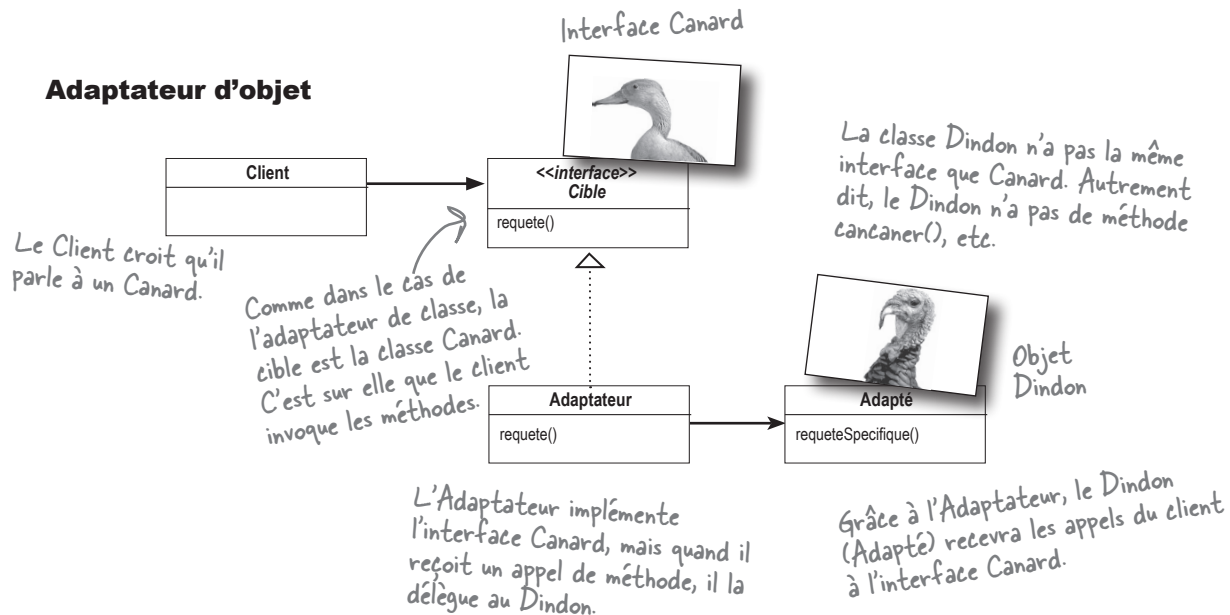 Interface Canard
Adaptateur d'objet
Client
<<interface>>
Cible
requete()
La classe Dindon n'a pas la même
interface que Canard. Autrement
dit, le Dindon n'a pas de méthode
cancaner(), etc.
Le Client croit qu'il
parle à un Canard.
Comme dans le cas de
l'adaptateur de classe, la
cible est la classe Canard.
C'est sur elle que le client
invoque les méthodes.
Objet
Dindon
Adaptateur
requete()
Adapté
requeteSpecifique()
L'Adaptateur implémente
l'interface Canard, mais quand il
reçoit un appel de méthode, il la
délègue au Dindon.
Grâce à l'Adaptateur, le Dindon
(Adapté) recevra les appels du client
à l'interface Canard.